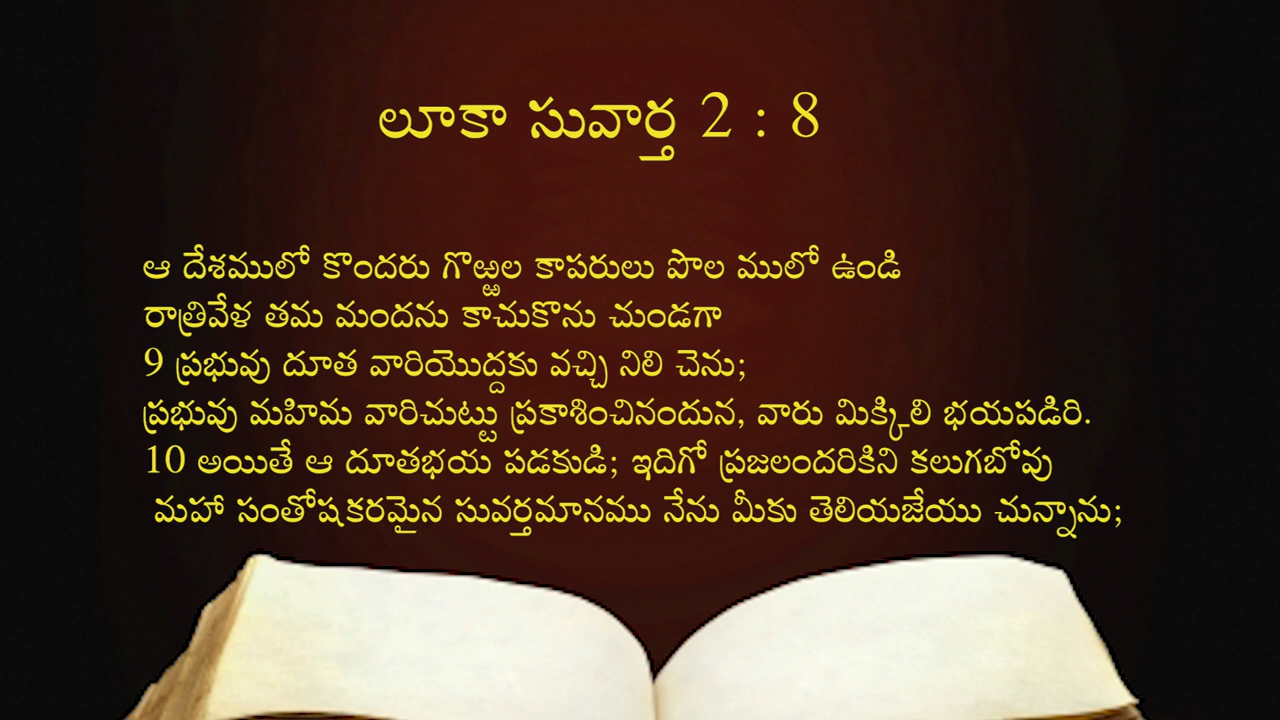 లూకా సువార్త 2 : 8
ఆ దేశములో కొందరు గొఱ్ఱల కాపరులు పొల ములో ఉండి
రాత్రివేళ తమ మందను కాచుకొను చుండగా
9 ప్రభువు దూత వారియొద్దకు వచ్చి నిలి చెను;
ప్రభువు మహిమ వారిచుట్టు ప్రకాశించినందున, వారు మిక్కిలి భయపడిరి.
10 అయితే ఆ దూతభయ పడకుడి; ఇదిగో ప్రజలందరికిని కలుగబోవు
మహా సంతోషకరమైన సువర్తమానము నేను మీకు తెలియజేయు చున్నాను;